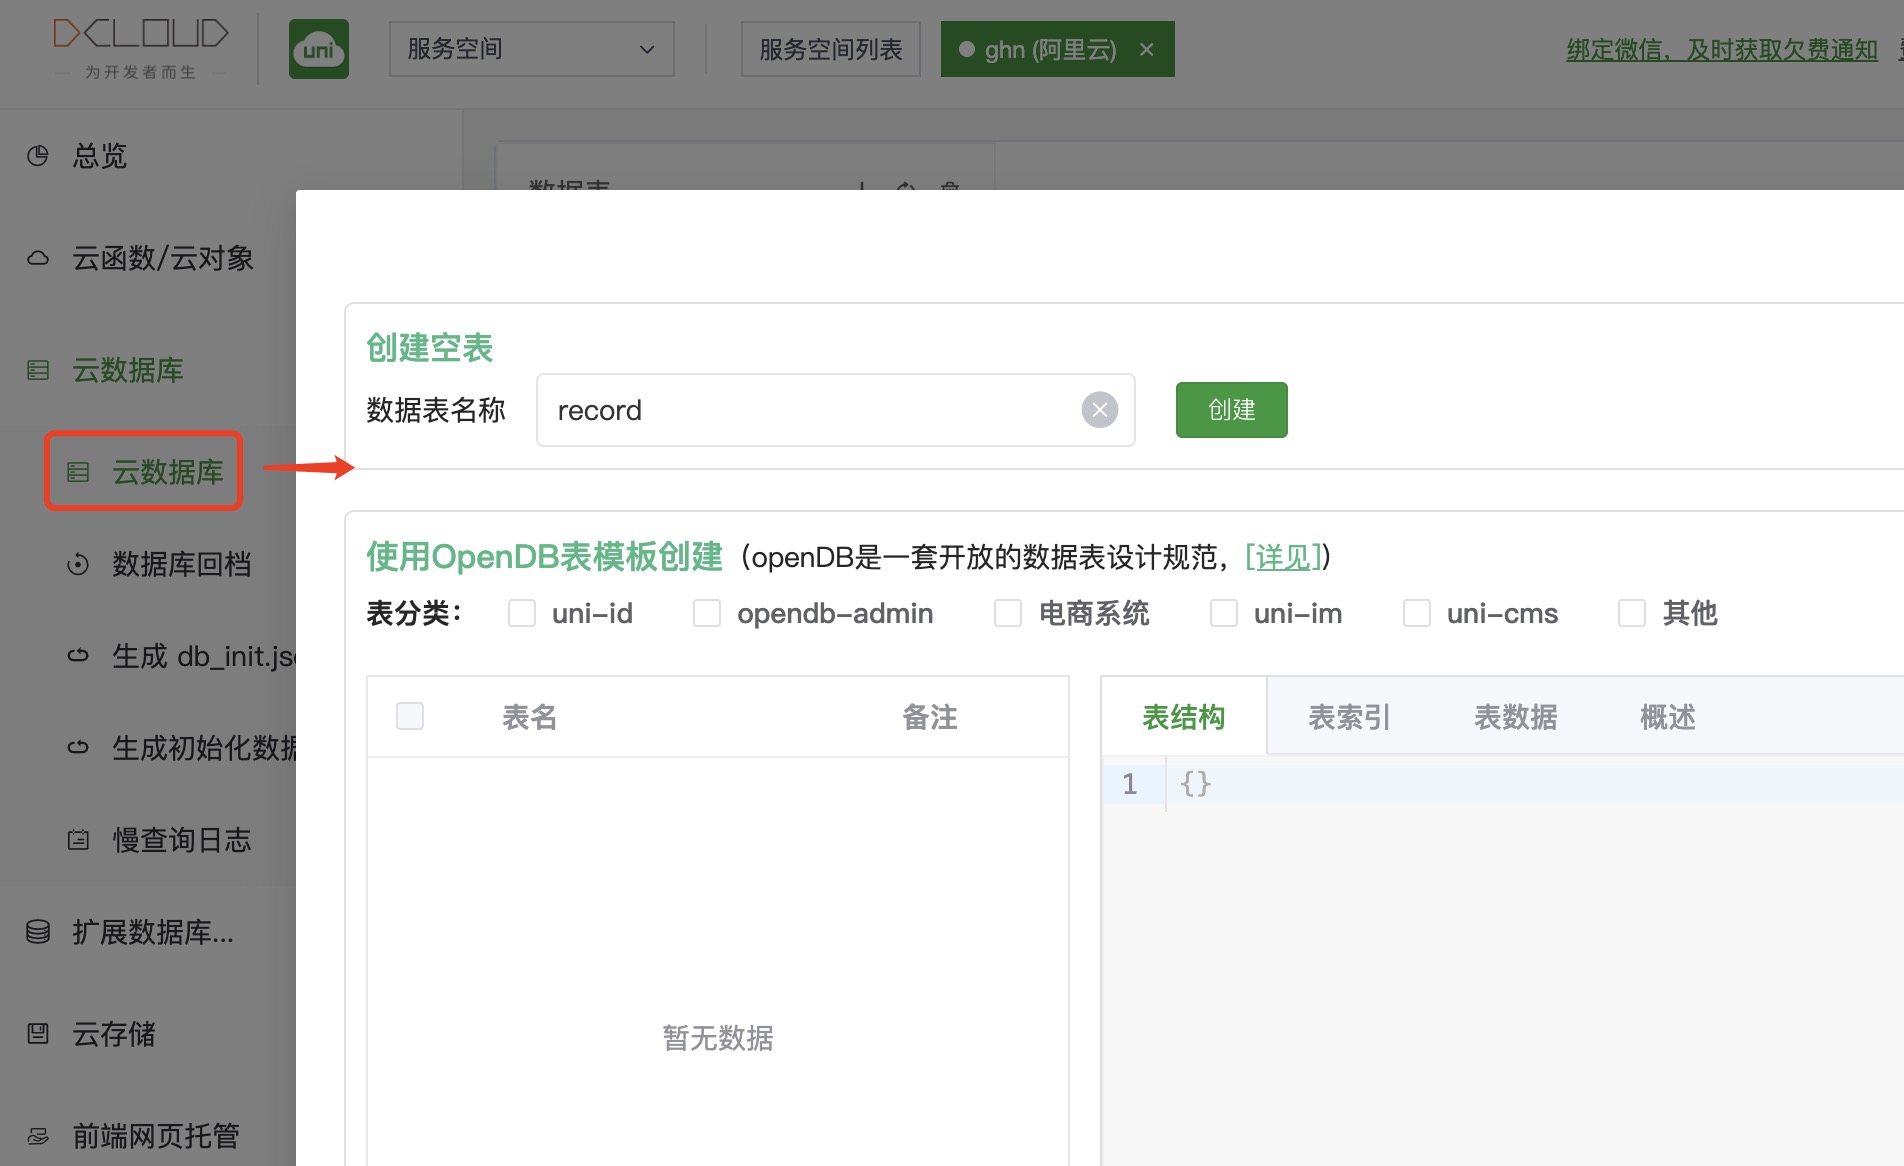 DCLOUD
为开发者而生
uni
服务空间
服务空间列表
ghn (阿里云)
绑定微信，及时获取欠费通知
总览
云函数/云对象
云数据库
云数据库
数据库回档
生成 db_init.js
生成初始化数据
慢查询日志
扩展数据库...
云存储
前端网页托管
数据表
创建空表
数据表名称
record
创建
使用OpenDB表模板创建（openDB是一套开放的数据表设计规范，[详见]）
表分类：
uni-id
opendb-admin
电商系统
uni-im
uni-cms
其他
表名
备注
暂无数据
表结构
表索引
表数据
概述
1
{}